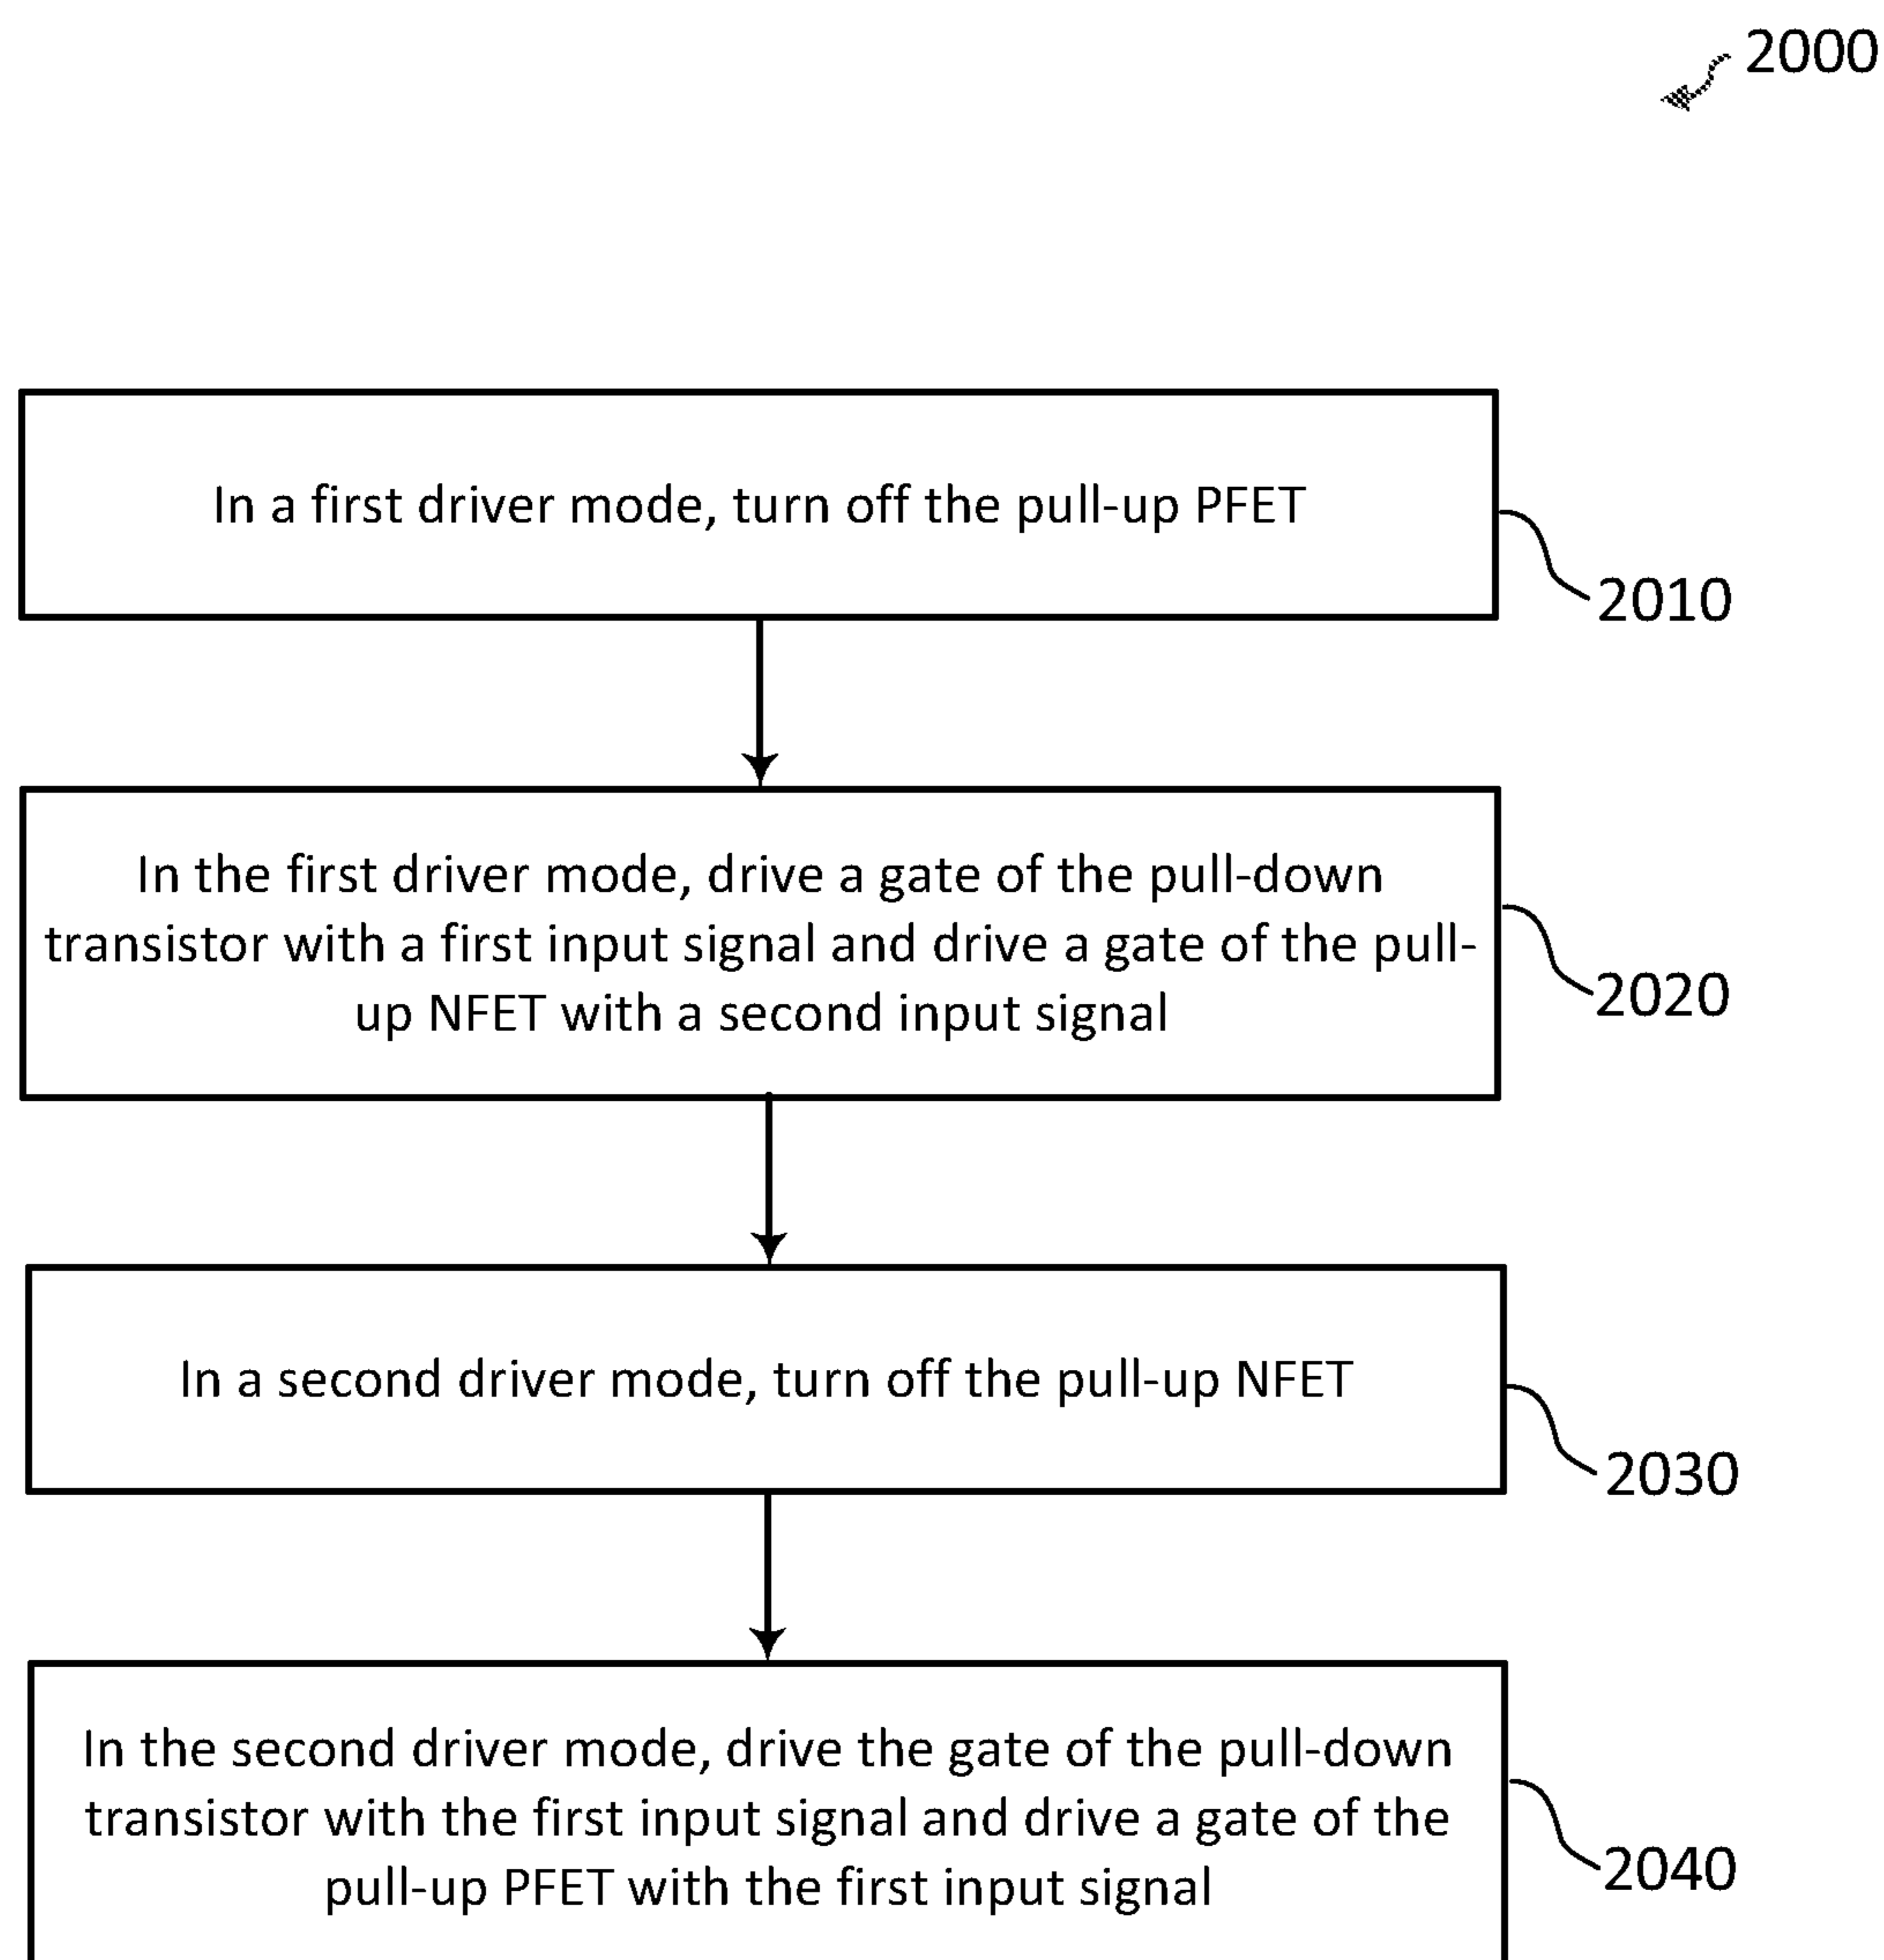 2000
In a first driver mode, turn off the pull-up PFET
2010
In the first driver mode, drive a gate of the pull-down
transistor with a first input signal and drive a gate of the pull-
up NFET with a second input signal
2020
In a second driver mode, turn off the pull-up NFET
2030
In the second driver mode, drive the gate of the pull-down
transistor with the first input signal and drive a gate of the
pull-up PFET with the first input signal
2040